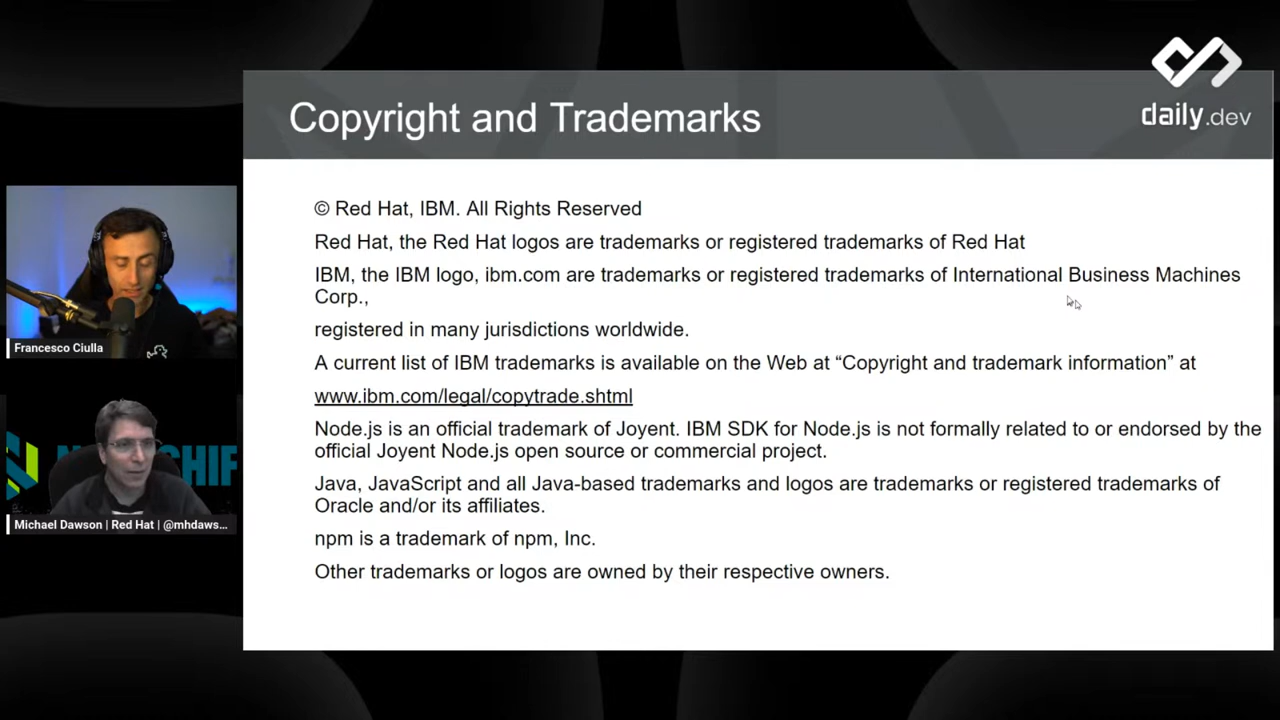 daily.dev
Copyright and Trademarks
© Red Hat, IBM. All Rights Reserved
Red Hat, the Red Hat logos are trademarks or registered trademarks of Red Hat
IBM, the IBM logo, ibm.com are trademarks or registered trademarks of International Business Machines
Corp.,
registered in many jurisdictions worldwide.
A current list of IBM trademarks is available on the Web at “Copyright and trademark information” at
www.ibm.com/legal/copytrade.shtml
Node.js is an official trademark of Joyent. IBM SDK for Node.js is not formally related to or endorsed by the
official Joyent Node.js open source or commercial project.
Java, JavaScript and all Java-based trademarks and logos are trademarks or registered trademarks of
Oracle and/or its affiliates.
npm is a trademark of npm, Inc.
Other trademarks or logos are owned by their respective owners.
Francesco Ciulla
Michael Dawson | Red Hat | @mhdaws...